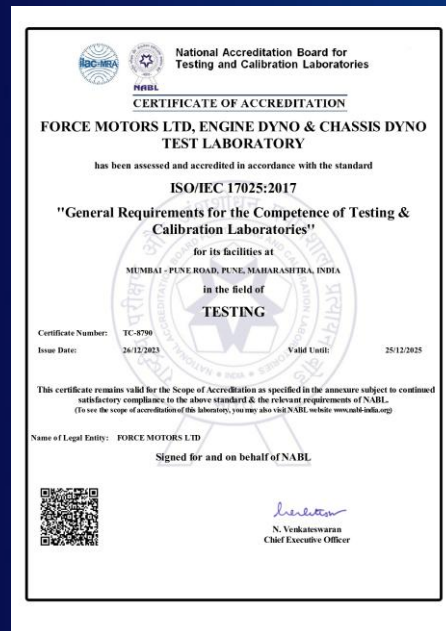 ilac-MRA
NABL
National Accreditation Board for
Testing and Calibration Laboratories
CERTIFICATE OF ACCREDITATION
FORCE MOTORS LTD, ENGINE DYNO & CHASSIS DYNO
TEST LABORATORY
has been assessed and accredited in accordance with the standard
ISO/IEC 17025:2017
"General Requirements for the Competence of Testing &
Calibration Laboratories"
for its facilities at
MUMBAI - PUNE ROAD, PUNE, MAHARASHTRA, INDIA
in the field of
TESTING
Certificate Number: TC-8790
Issue Date: 26/12/2023 Valid Until: 25/12/2025
This certificate remains valid for the Scope of Accreditation as specified in the annexure subject to continued
satisfactory compliance to the above standard & the relevant requirements of NABL.
(To see the scope of accreditation of this laboratory, you may also visit NABL website www.nabl-india.org)
Name of Legal Entity: FORCE MOTORS LTD
Signed for and on behalf of NABL
N. Venkateswaran
Chief Executive Officer